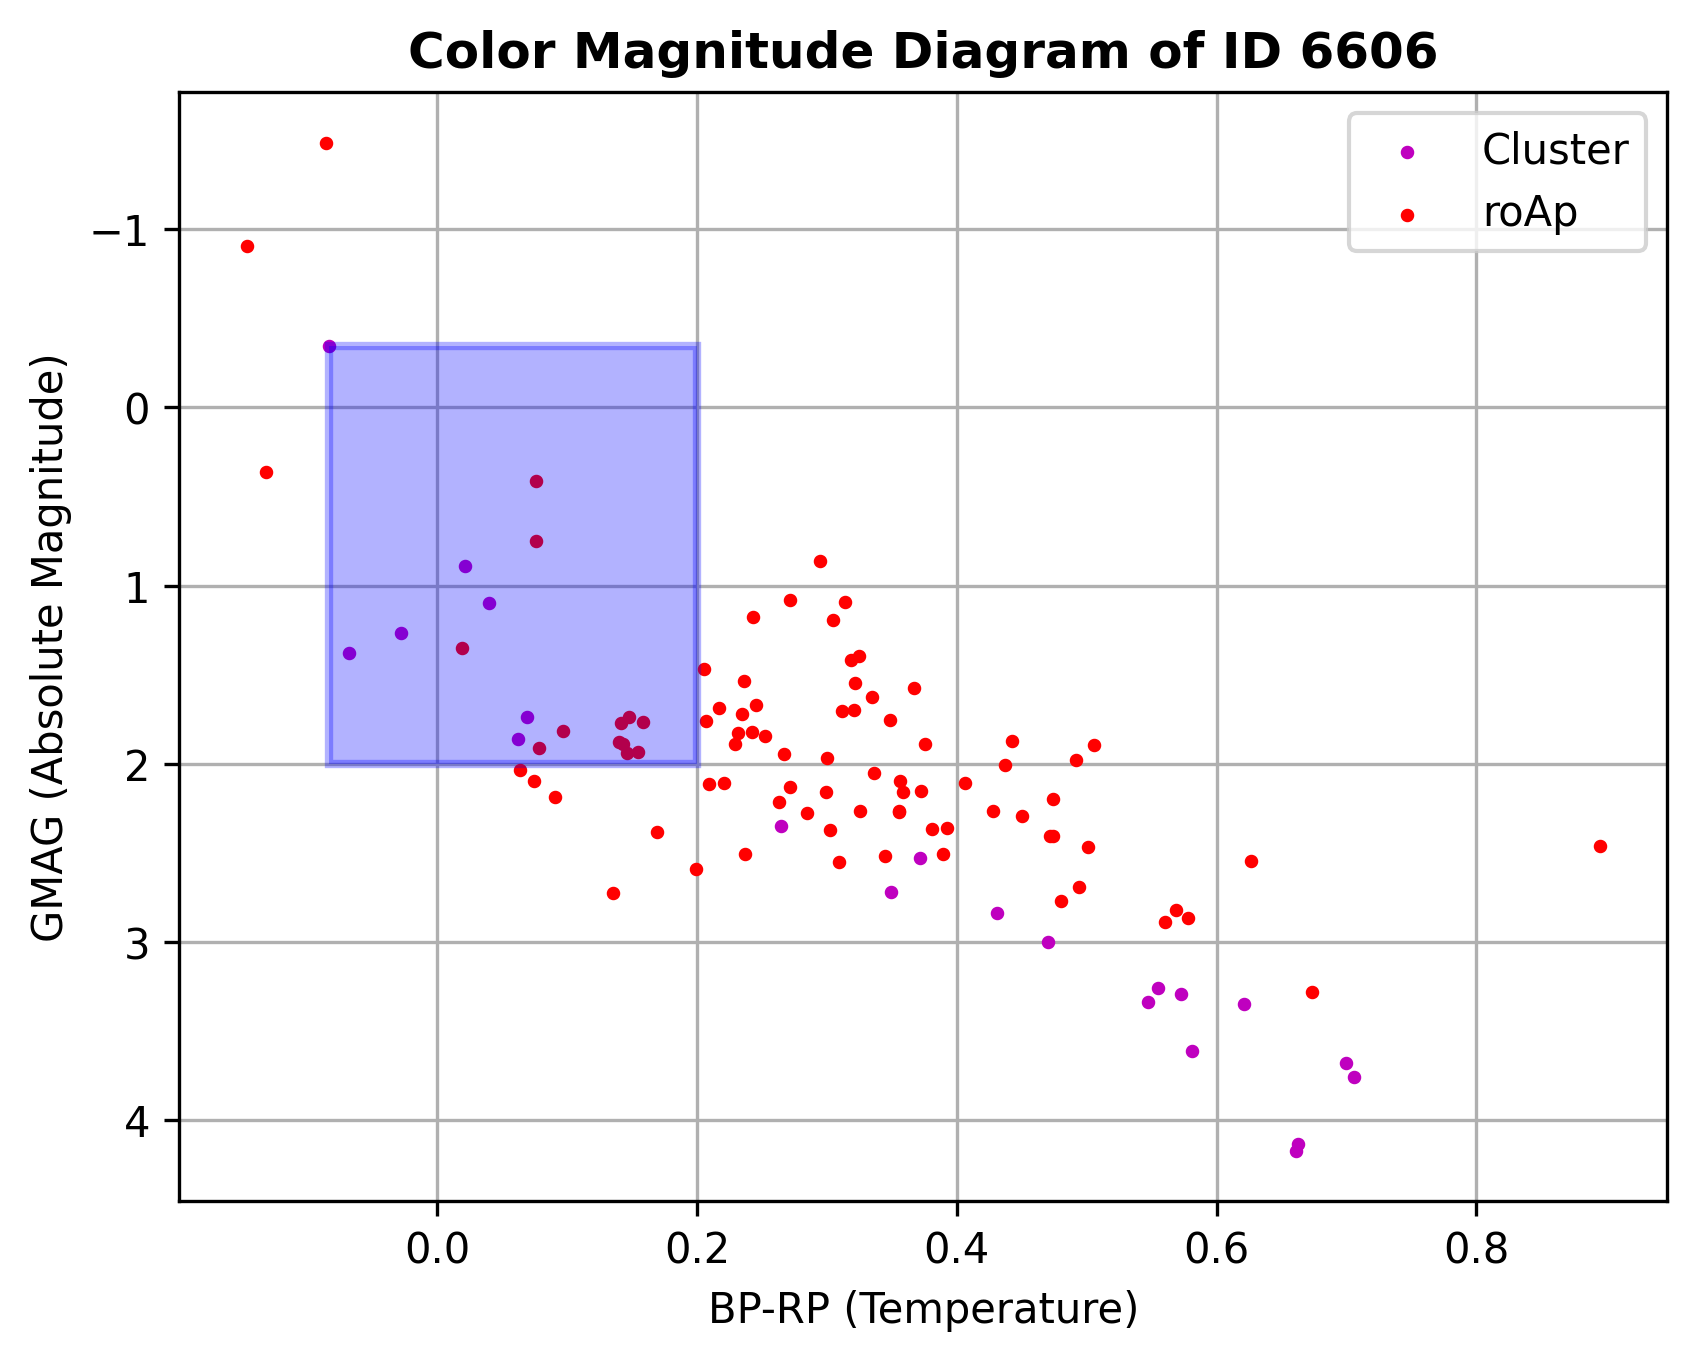 Color Magnitude Diagram of ID 6606
Cluster
roAp
GMAG (Absolute Magnitude)
−1
0
1
2
3
4
0.0 0.2 0.4 0.6 0.8
BP-RP (Temperature)